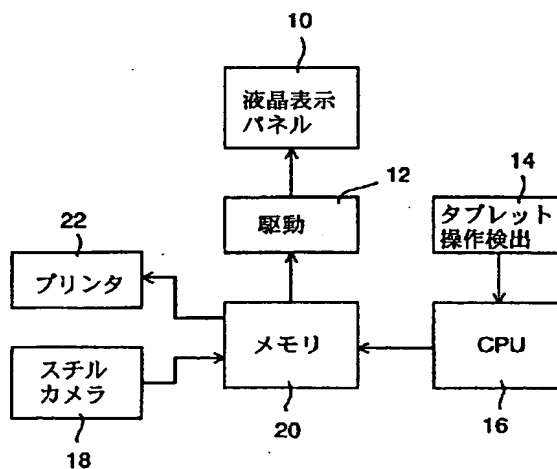 10
液晶表示
パネル
12
駆動
14
タブレット
操作検出
22
プリンタ
メモリ
20
CPU
16
スチル
カメラ
18